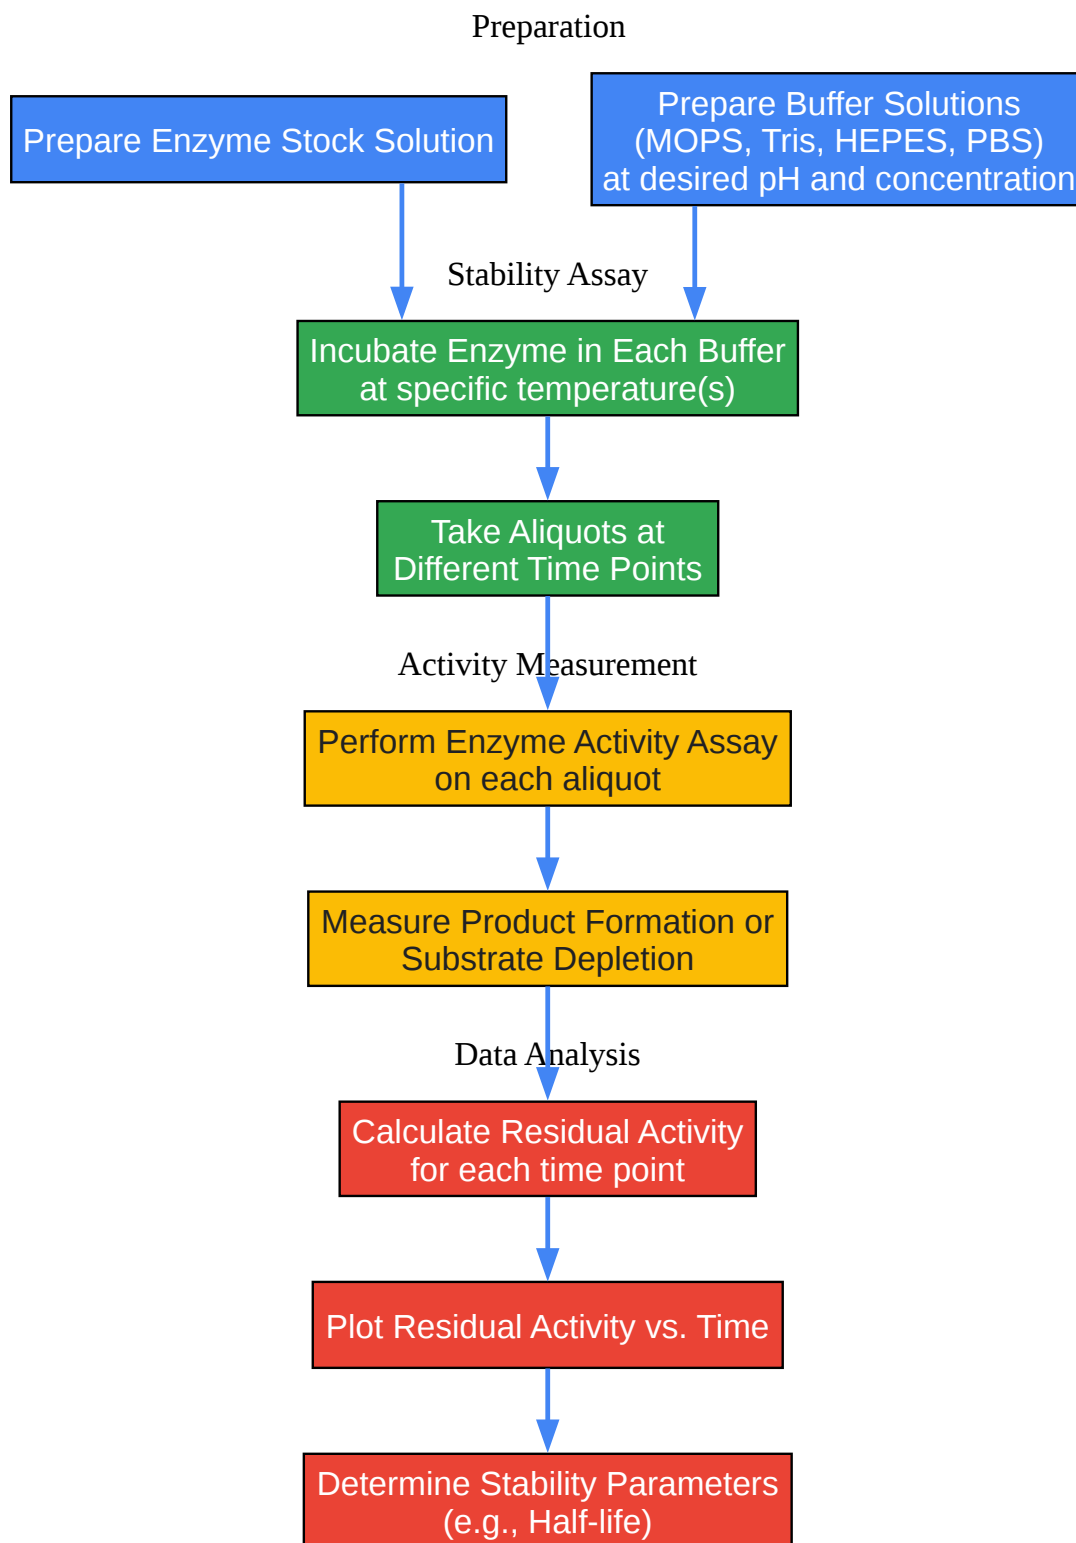 Preparation
Prepare Enzyme Stock Solution
Prepare Buffer Solutions
(MOPS, Tris, HEPES, PBS)
at desired pH and concentration
Stability Assay
Incubate Enzyme in Each Buffer
at specific temperature(s)
Take Aliquots at
Different Time Points
Activity Measurement
Perform Enzyme Activity Assay
on each aliquot
Measure Product Formation or
Substrate Depletion
Data Analysis
Calculate Residual Activity
for each time point
Plot Residual Activity vs. Time
Determine Stability Parameters
(e.g., Half-life)